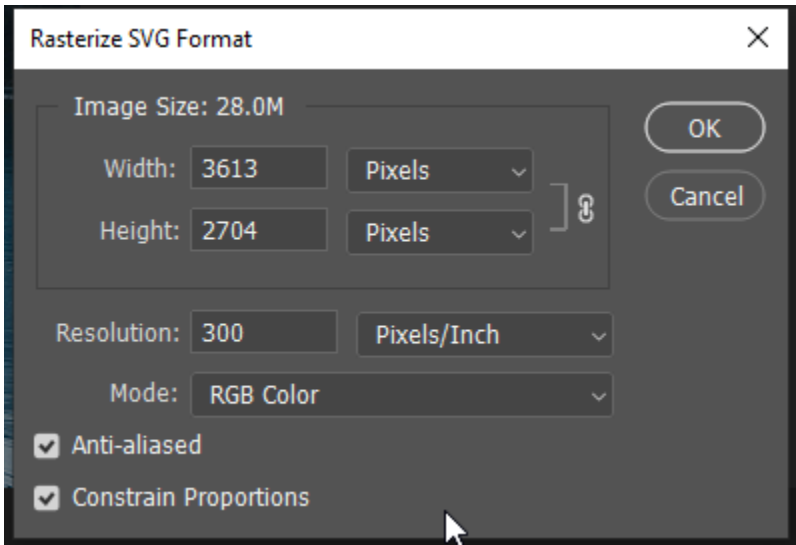 Rasterize SVG Format
Image Size: 28.0M
OK
Width: 3613 Pixels
Cancel
Height: 2704 Pixels
Resolution: 300 Pixels/Inch
Mode: RGB Color
Anti-aliased
Constrain Proportions